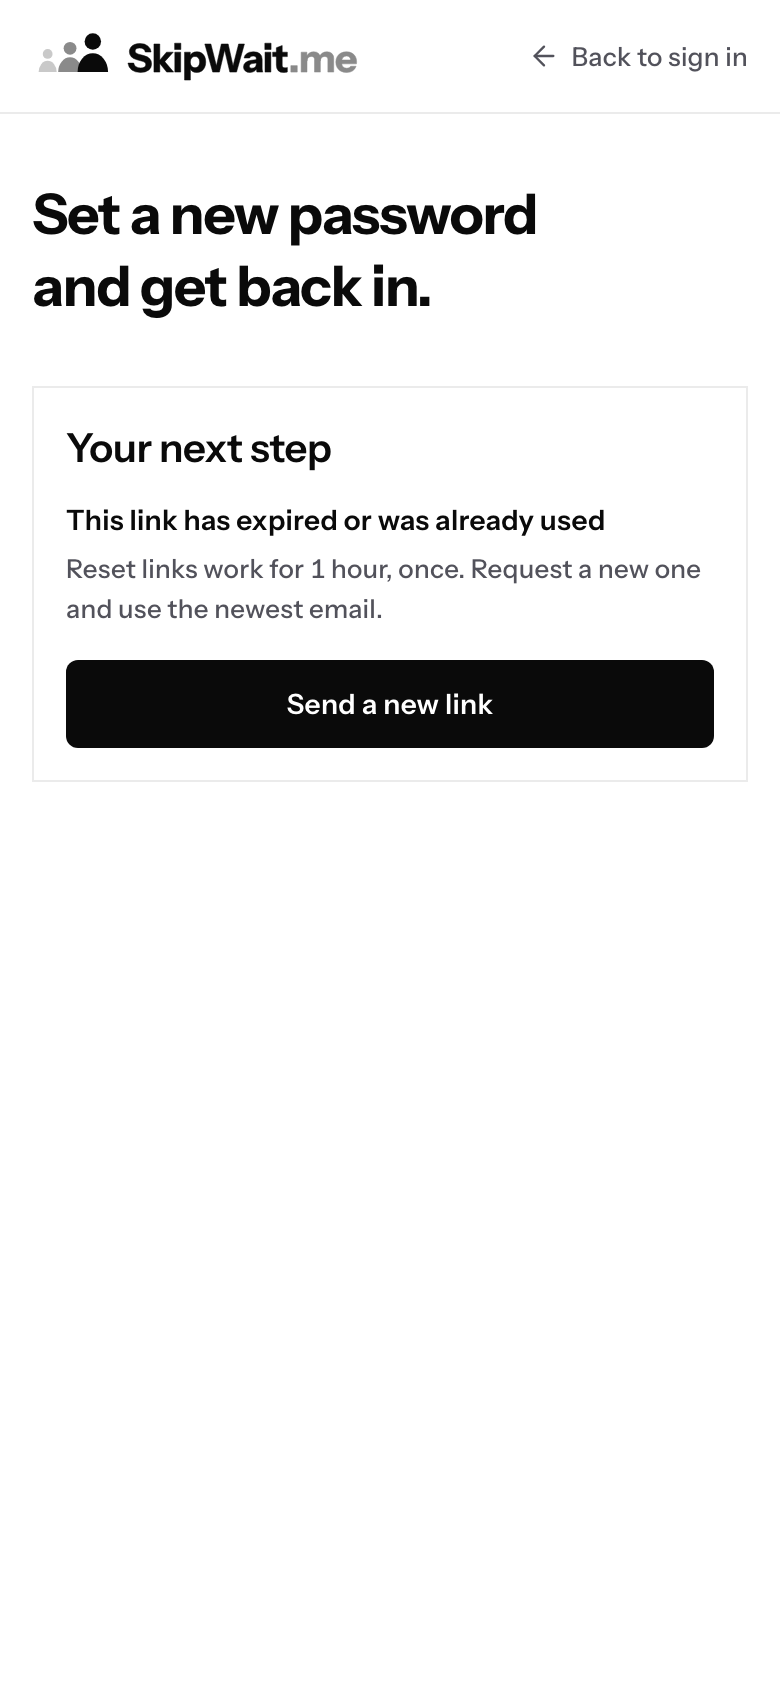 SkipWait.me
← Back to sign in
Set a new password
and get back in.
Your next step
This link has expired or was already used
Reset links work for 1 hour, once. Request a new one
and use the newest email.
Send a new link